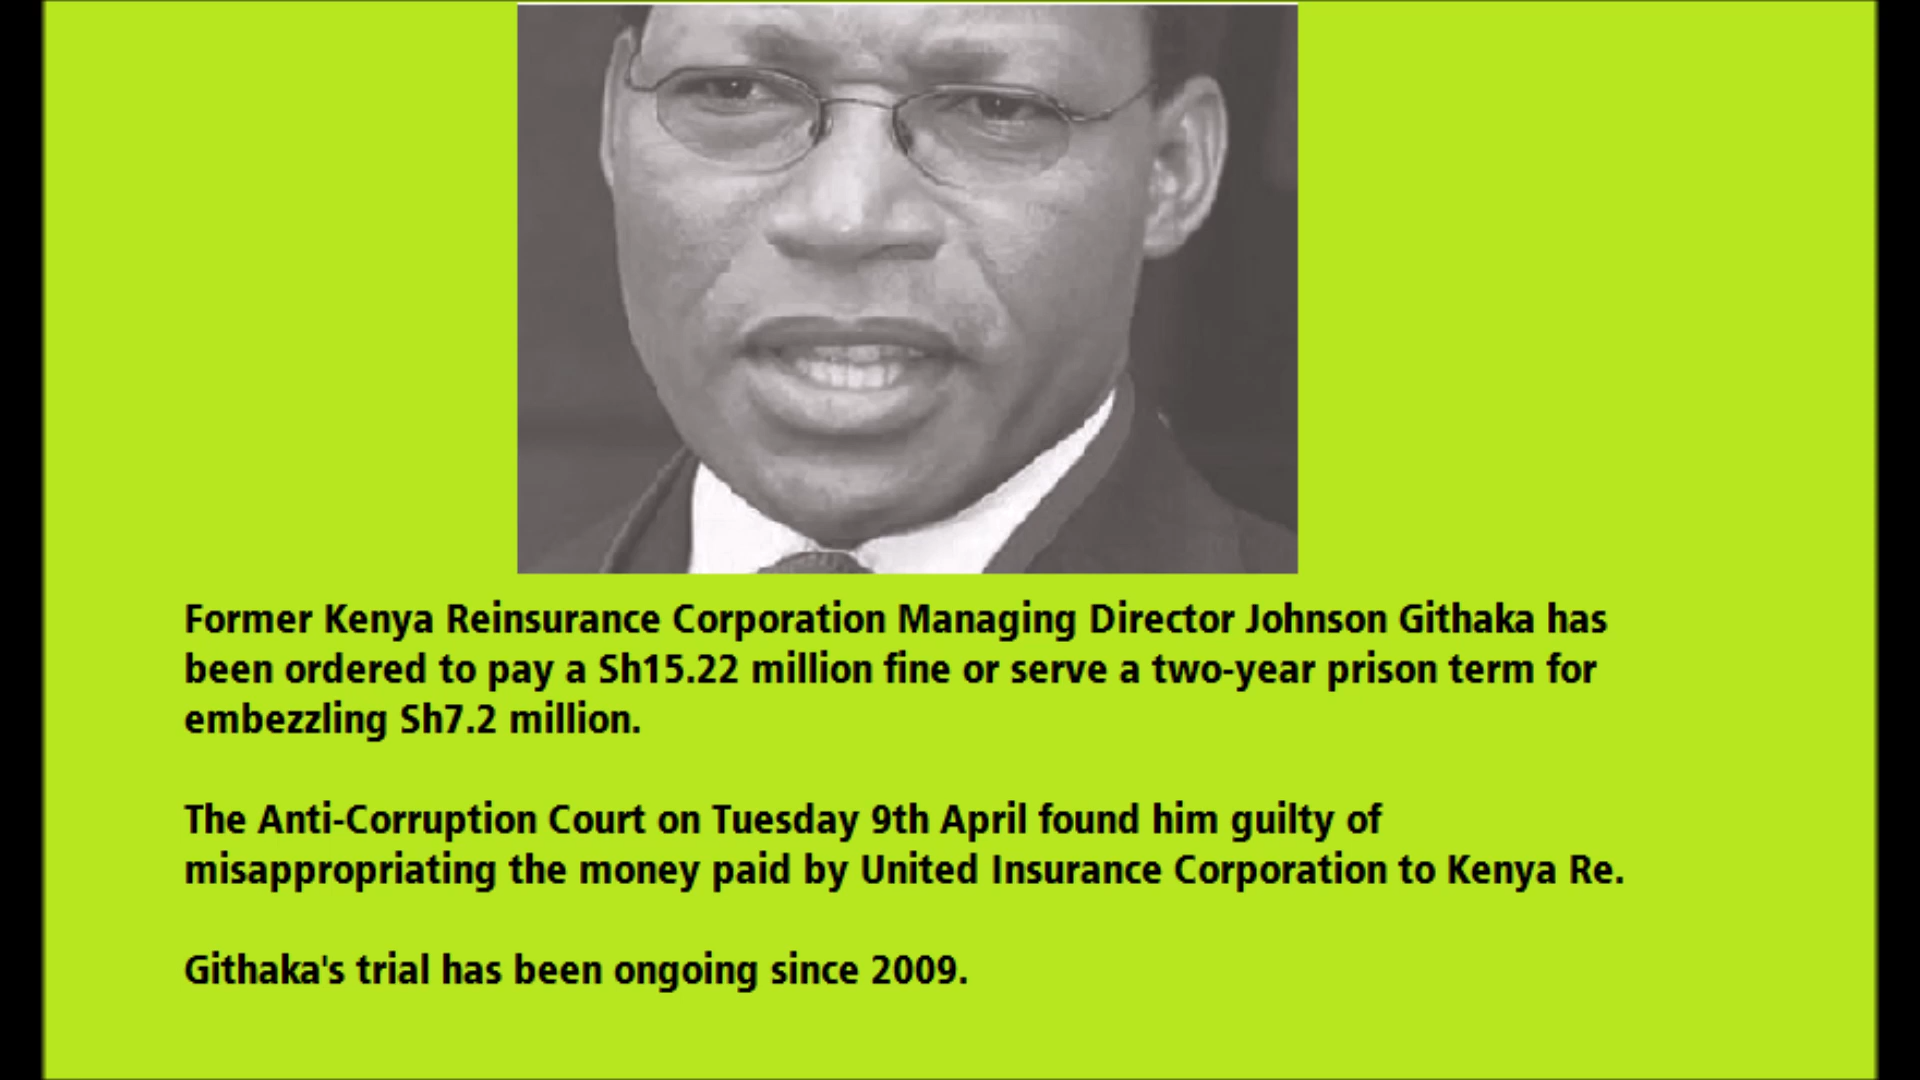 Former Kenya Reinsurance Corporation Managing Director Johnson Githaka has
been ordered to pay a Sh15.22 million fine or serve a two-year prison term for
embezzling Sh7.2 million.
The Anti-Corruption Court on Tuesday 9th April found him guilty of
misappropriating the money paid by United Insurance Corporation to Kenya Re.
Githaka's trial has been ongoing since 2009.